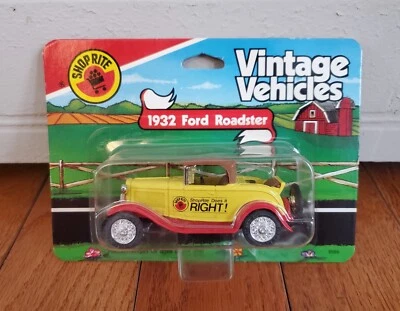 SHOPRITE
Vintage
Vehicles
1932 Ford Roadster
ShopRite Does It
RIGHT!